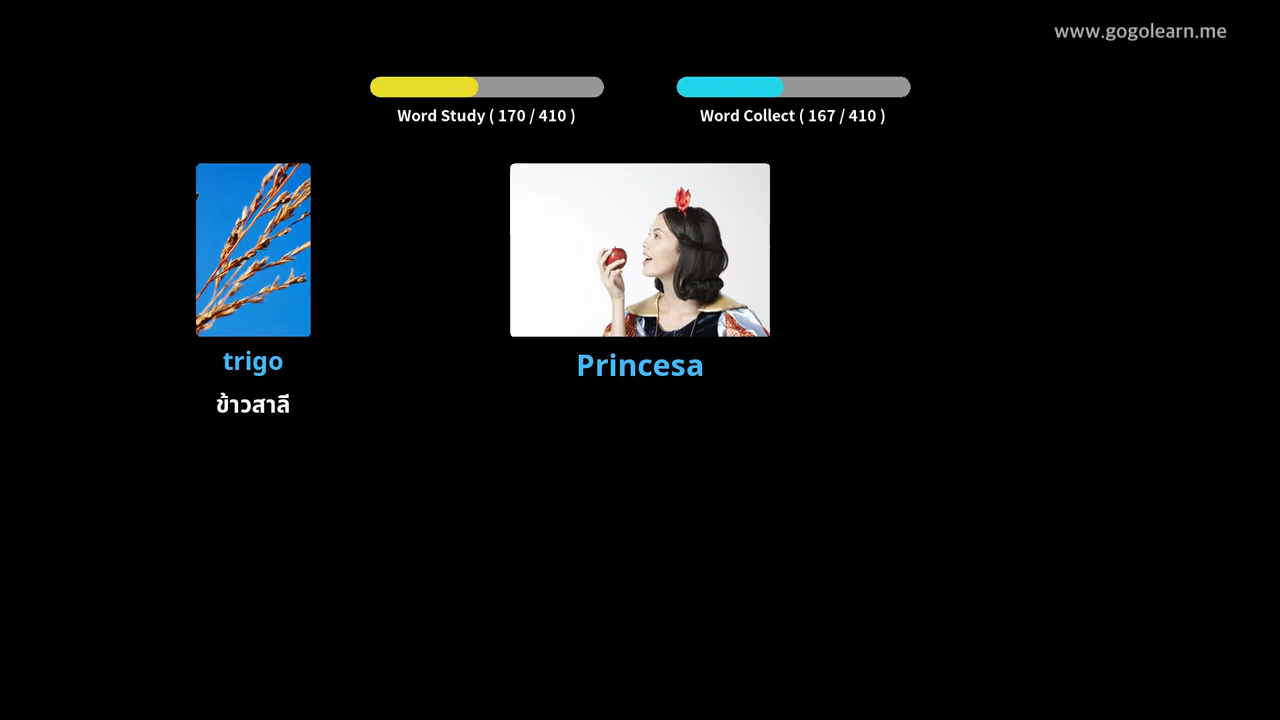 www.gogolearn.me
Word Study ( 170 / 410 )
Word Collect ( 167 / 410 )
trigo
ข้าวสาลี
Princesa